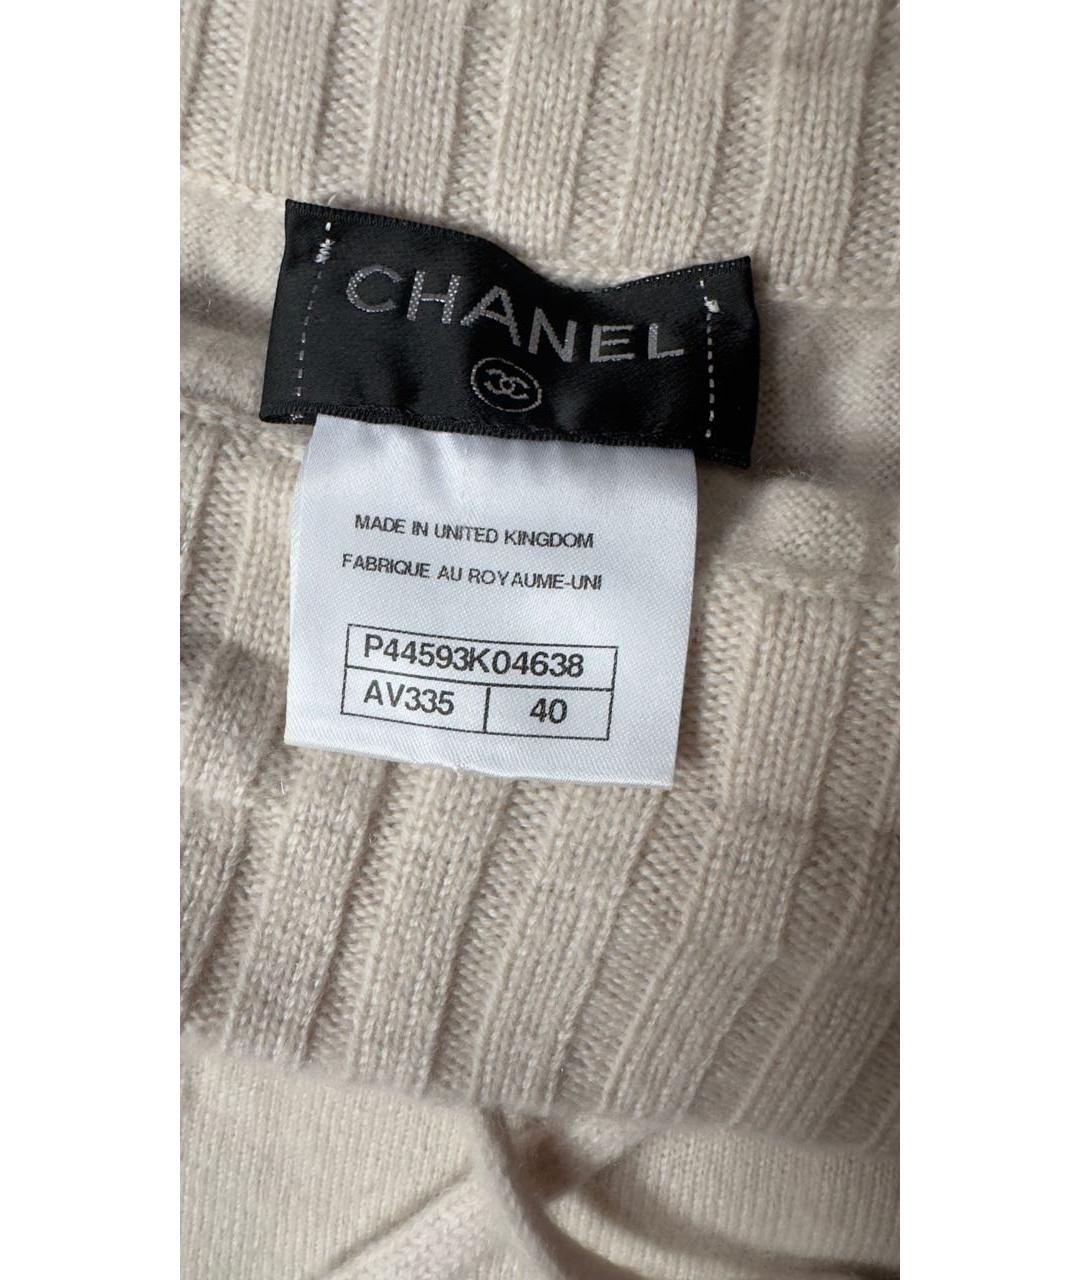 CHANEL
MADE IN UNITED KINGDOM
FABRIQUE AU ROYAUME-UNI
P44593K04638
AV335 40